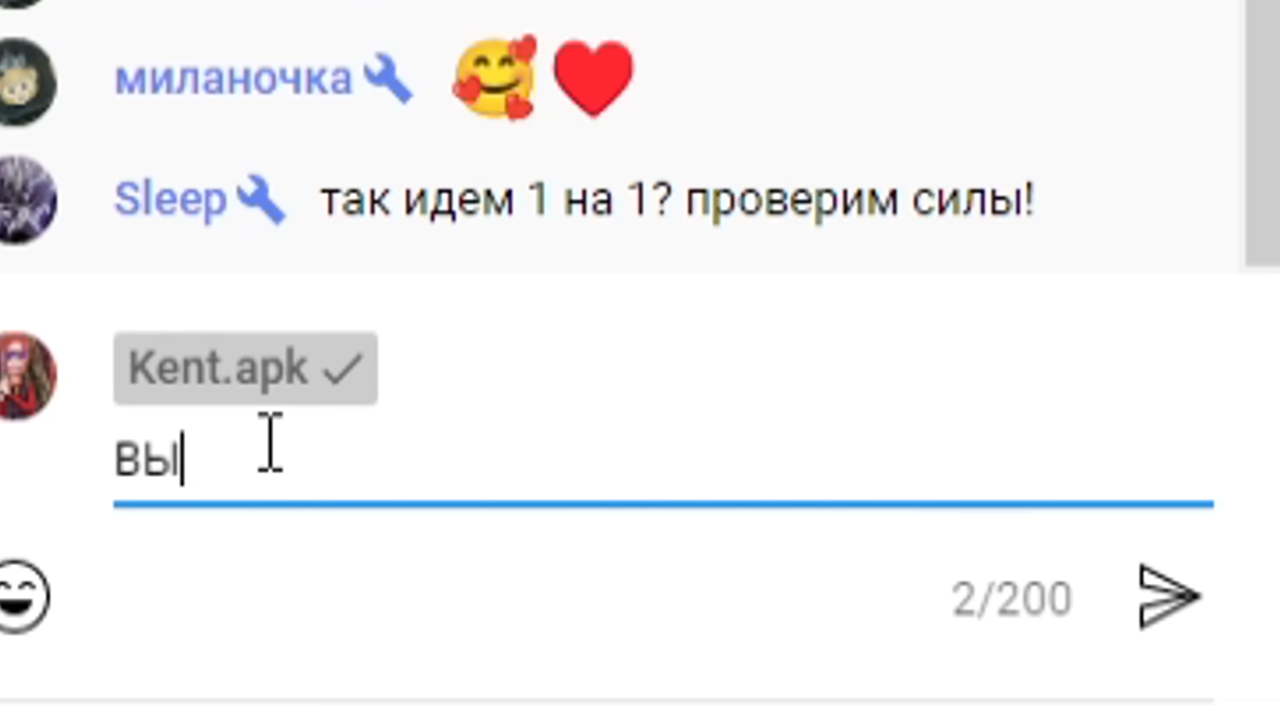 миланочка 🥰 ❤️
Sleep так идем 1 на 1? проверим силы!
Kent.apk
вы
2/200